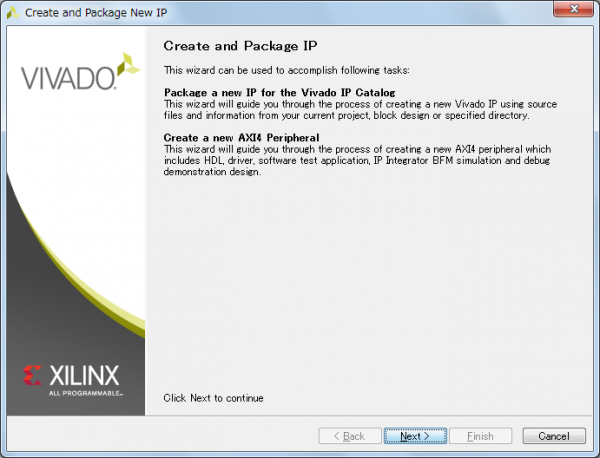 Create and Package New IP
VIVADO.
Create and Package IP
This wizard can be used to accomplish following tasks:
Package a new IP for the Vivado IP Catalog
This wizard will guide you through the process of creating a new Vivado IP using source
files and information from your current project, block design or specified directory.
Create a new AXI4 Peripheral
This wizard will guide you through the process of creating a new AXI4 peripheral which
includes HDL, driver, software test application, IP Integrator BFM simulation and debug
demonstration design.
XILINX
ALL PROGRAMMABLE™
Click Next to continue
< Back
Next >
Finish
Cancel